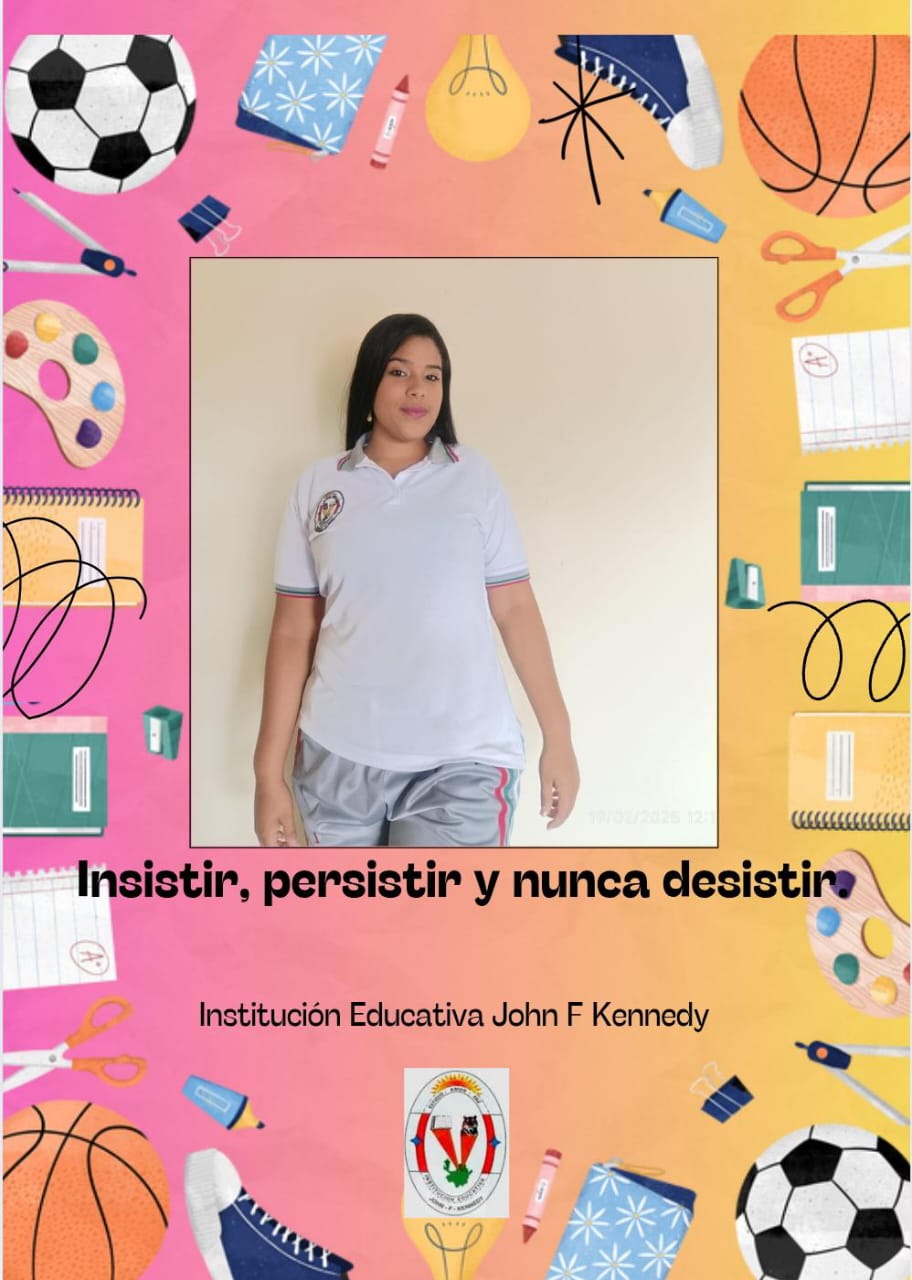 A+
19/02/2025 12:1
Insistir, persistir y nunca desistir.
A+
Institución Educativa John F Kennedy
ESTUDIO - AMOR - PAZ
INSTITUCIÓN EDUCATIVA
JOHN - F - KENNEDY